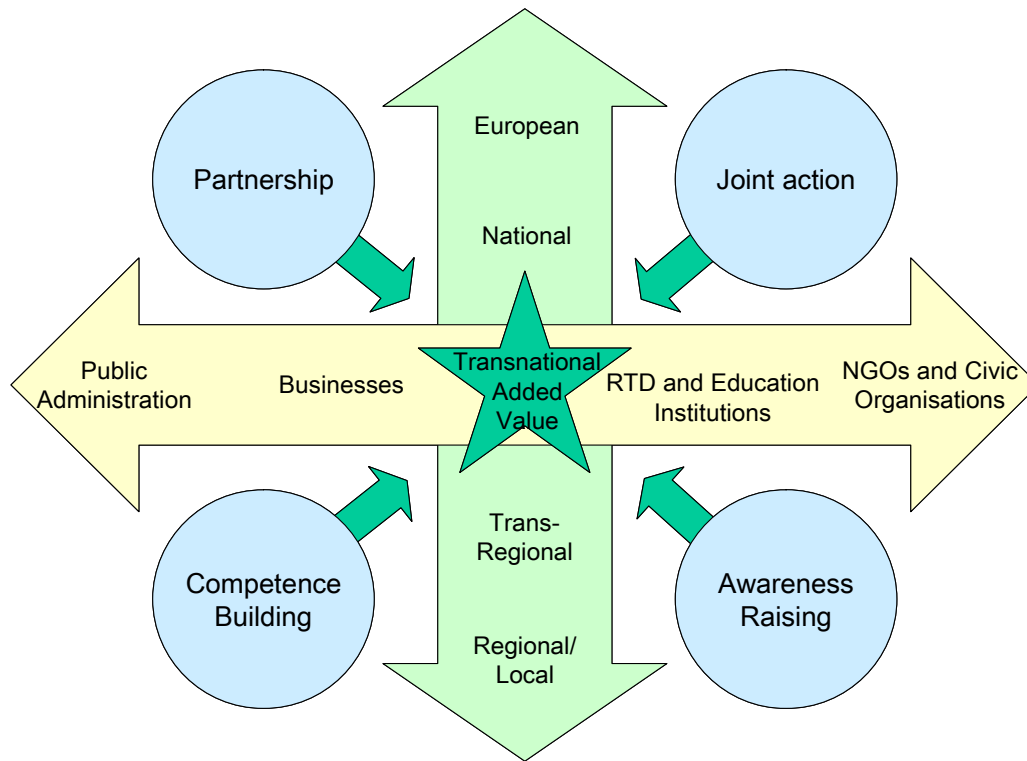 European
Partnership
Joint action
National
Public
Administration
Businesses
Transnational
Added
Value
RTD and Education
Institutions
NGOs and Civic
Organisations
Trans-
Regional
Competence
Building
Awareness
Raising
Regional/
Local